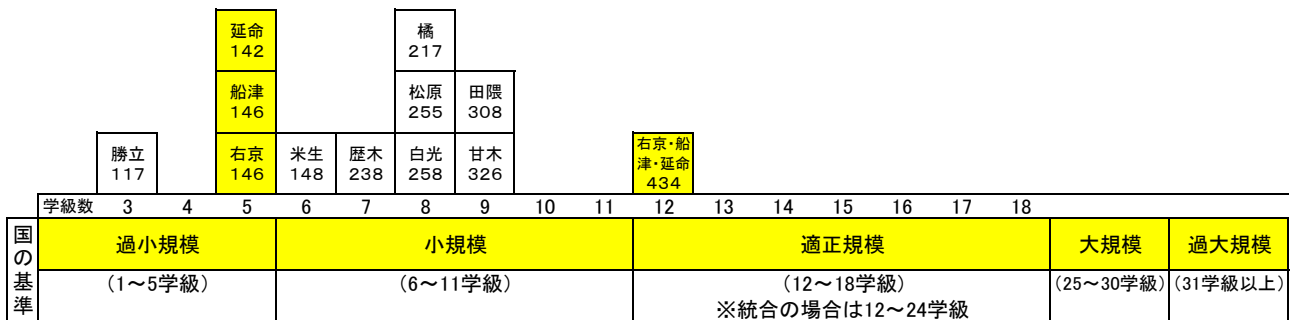 延命
142
橘
217
船津
146
松原
255
田隈
308
勝立
117
右京
146
米生
148
歴木
238
白光
258
甘木
326
右京・船
津・延命
434
学級数 3 4 5 6 7 8 9 10 11 12 13 14 15 16 17 18
国の基準
過小規模 小規模 適正規模 大規模 過大規模
(1～5学級) (6～11学級) (12～18学級) (25～30学級) (31学級以上)
※統合の場合は12～24学級